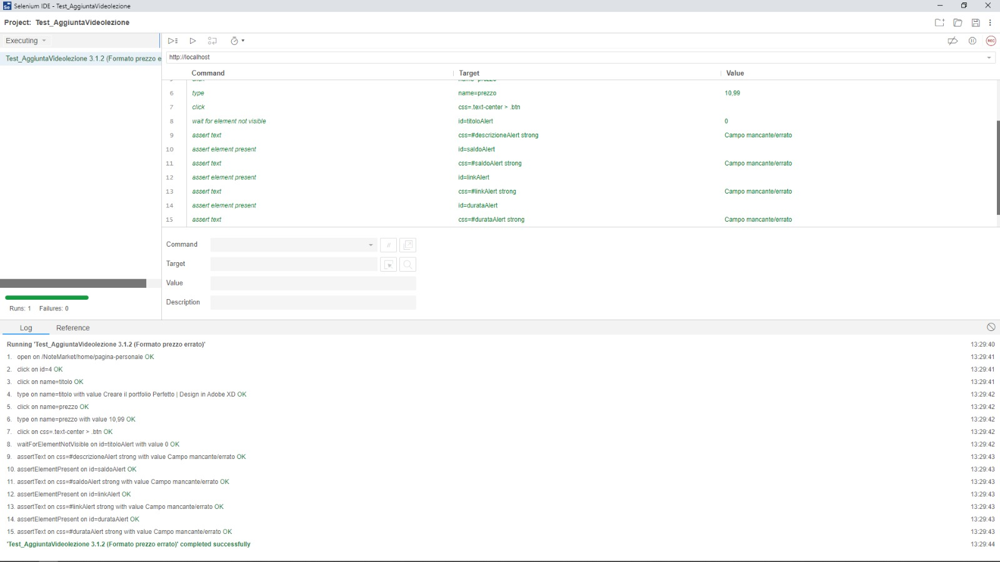 Selenium IDE - Test_AggiuntaVideolezione
Project: Test_AggiuntaVideolezione
Executing
Test_AggiuntaVideolezione 3.1.2 (Formato prezzo e
http://localhost
Command Target Value
5 click name=prezzo
6 type name=prezzo 10,99
7 click css=.text-center > .btn
8 wait for element not visible id=titoloAlert 0
9 assert text css=#descrizioneAlert strong Campo mancante/errato
10 assert element present id=saldoAlert
11 assert text css=#saldoAlert strong Campo mancante/errato
12 assert element present id=linkAlert
13 assert text css=#linkAlert strong Campo mancante/errato
14 assert element present id=durataAlert
15 assert text css=#durataAlert strong Campo mancante/errato
Command //
Target
Value
Description
Runs: 1 Failures: 0
REC
Log Reference
Running 'Test_AggiuntaVideolezione 3.1.2 (Formato prezzo errato)' 13:29:40
1. open on /NoteMarket/home/pagina-personale OK 13:29:41
2. click on id=4 OK 13:29:41
3. click on name=titolo OK 13:29:41
4. type on name=titolo with value Creare il portfolio Perfetto | Design in Adobe XD OK 13:29:42
5. click on name=prezzo OK 13:29:42
6. type on name=prezzo with value 10,99 OK 13:29:42
7. click on css=.text-center > .btn OK 13:29:42
8. waitForElementNotVisible on id=titoloAlert with value 0 OK 13:29:42
9. assertText on css=#descrizioneAlert strong with value Campo mancante/errato OK 13:29:43
10. assertElementPresent on id=saldoAlert OK 13:29:43
11. assertText on css=#saldoAlert strong with value Campo mancante/errato OK 13:29:43
12. assertElementPresent on id=linkAlert OK 13:29:43
13. assertText on css=#linkAlert strong with value Campo mancante/errato OK 13:29:43
14. assertElementPresent on id=durataAlert OK 13:29:43
15. assertText on css=#durataAlert strong with value Campo mancante/errato OK 13:29:43
'Test_AggiuntaVideolezione 3.1.2 (Formato prezzo errato)' completed successfully 13:29:44